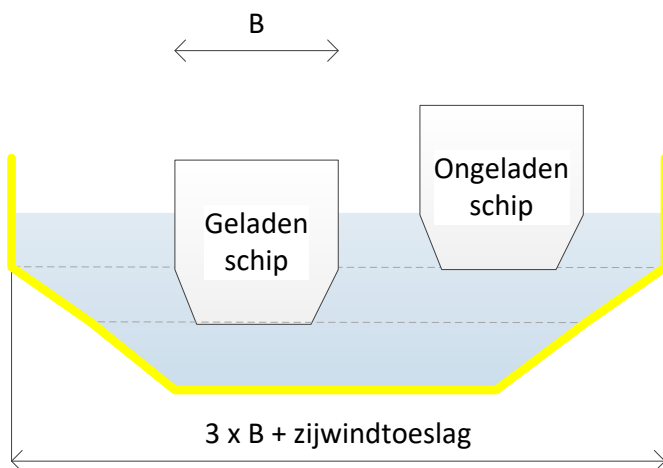 B
Ongeladen
schip
Geladen
schip
3 x B + zijwindtoeslag